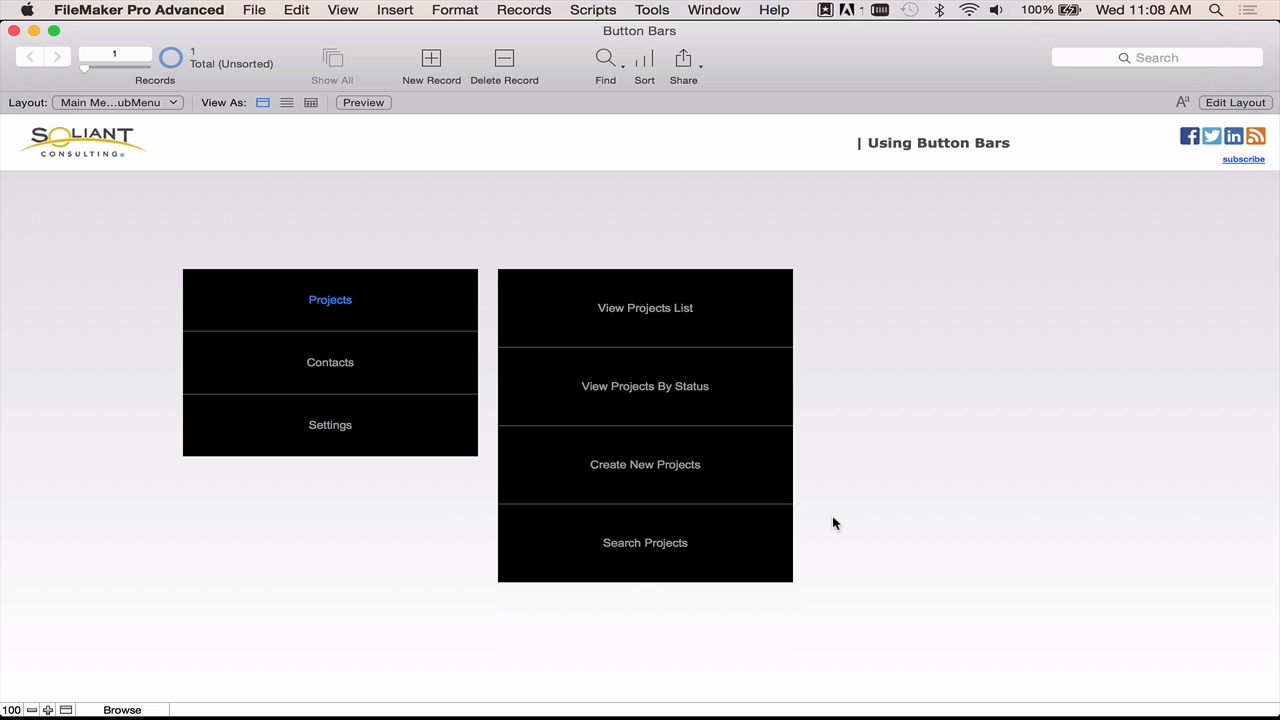 FileMaker Pro Advanced File Edit View Insert Format Records Scripts Tools Window Help 100% Wed 11:08 AM
Button Bars
1
1
Total (Unsorted)
Records
Show All
New Record
Delete Record
Find
Sort
Share
Search
Layout: Main Me...ubMenu View As: Preview Aa Edit Layout
SOLIANT
CONSULTING
| Using Button Bars
subscribe
Projects
Contacts
Settings
View Projects List
View Projects By Status
Create New Projects
Search Projects
100 Browse